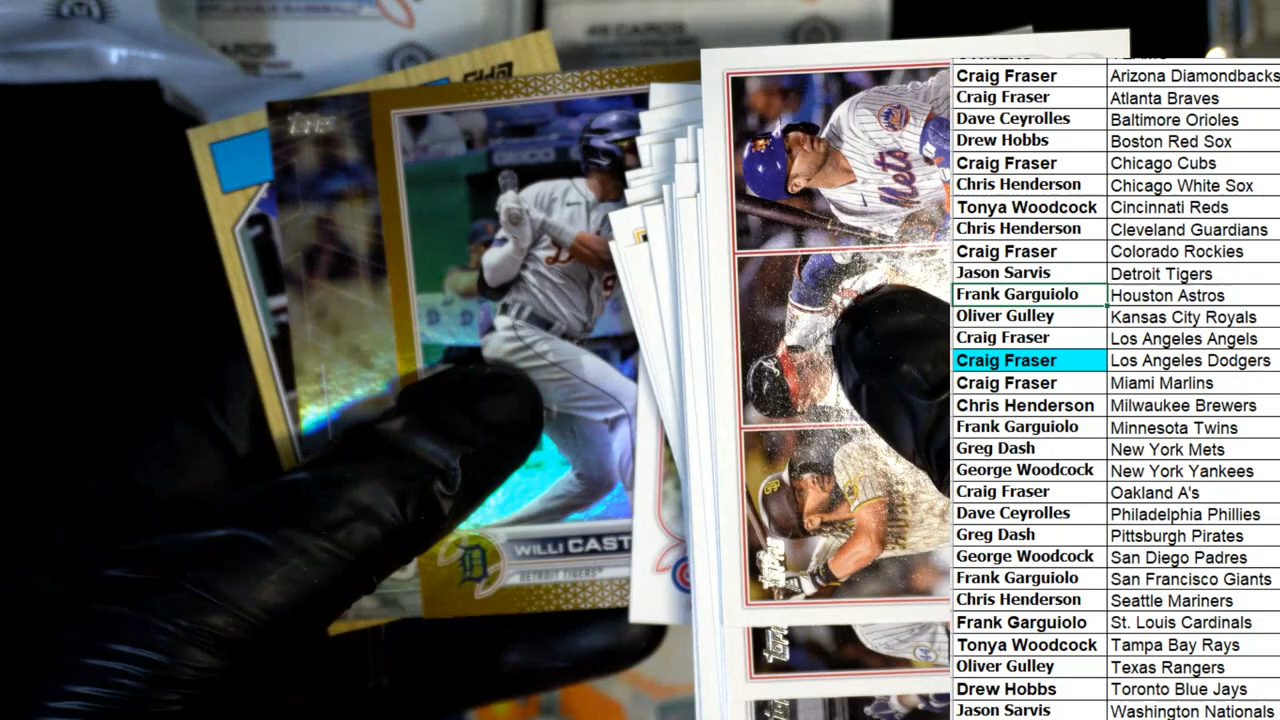 Topps
WILLI CAST
DETROIT TIGERS
Mets
Topps
Topps
Craig Fraser Arizona Diamondbacks
Craig Fraser Atlanta Braves
Dave Ceyrolles Baltimore Orioles
Drew Hobbs Boston Red Sox
Craig Fraser Chicago Cubs
Chris Henderson Chicago White Sox
Tonya Woodcock Cincinnati Reds
Chris Henderson Cleveland Guardians
Craig Fraser Colorado Rockies
Jason Sarvis Detroit Tigers
Frank Garguiolo Houston Astros
Oliver Gulley Kansas City Royals
Craig Fraser Los Angeles Angels
Craig Fraser Los Angeles Dodgers
Craig Fraser Miami Marlins
Chris Henderson Milwaukee Brewers
Frank Garguiolo Minnesota Twins
Greg Dash New York Mets
George Woodcock New York Yankees
Craig Fraser Oakland A's
Dave Ceyrolles Philadelphia Phillies
Greg Dash Pittsburgh Pirates
George Woodcock San Diego Padres
Frank Garguiolo San Francisco Giants
Chris Henderson Seattle Mariners
Frank Garguiolo St. Louis Cardinals
Tonya Woodcock Tampa Bay Rays
Oliver Gulley Texas Rangers
Drew Hobbs Toronto Blue Jays
Jason Sarvis Washington Nationals